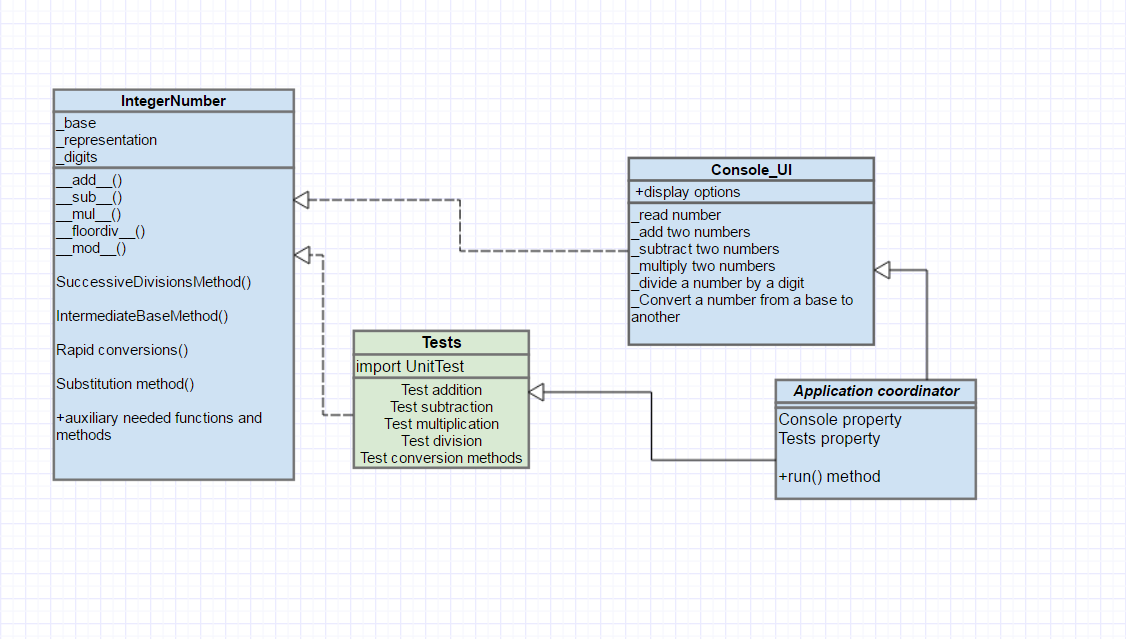 IntegerNumber
_base
_representation
_digits
__add__()
__sub__()
__mul__()
__floordiv__()
__mod__()
SuccessiveDivisionsMethod()
IntermediateBaseMethod()
Rapid conversions()
Substitution method()
+auxiliary needed functions and
methods
Tests
import UnitTest
Test addition
Test subtraction
Test multiplication
Test division
Test conversion methods
Console_UI
+display options
_read number
_add two numbers
_subtract two numbers
_multiply two numbers
_divide a number by a digit
_Convert a number from a base to
another
Application coordinator
Console property
Tests property
+run() method